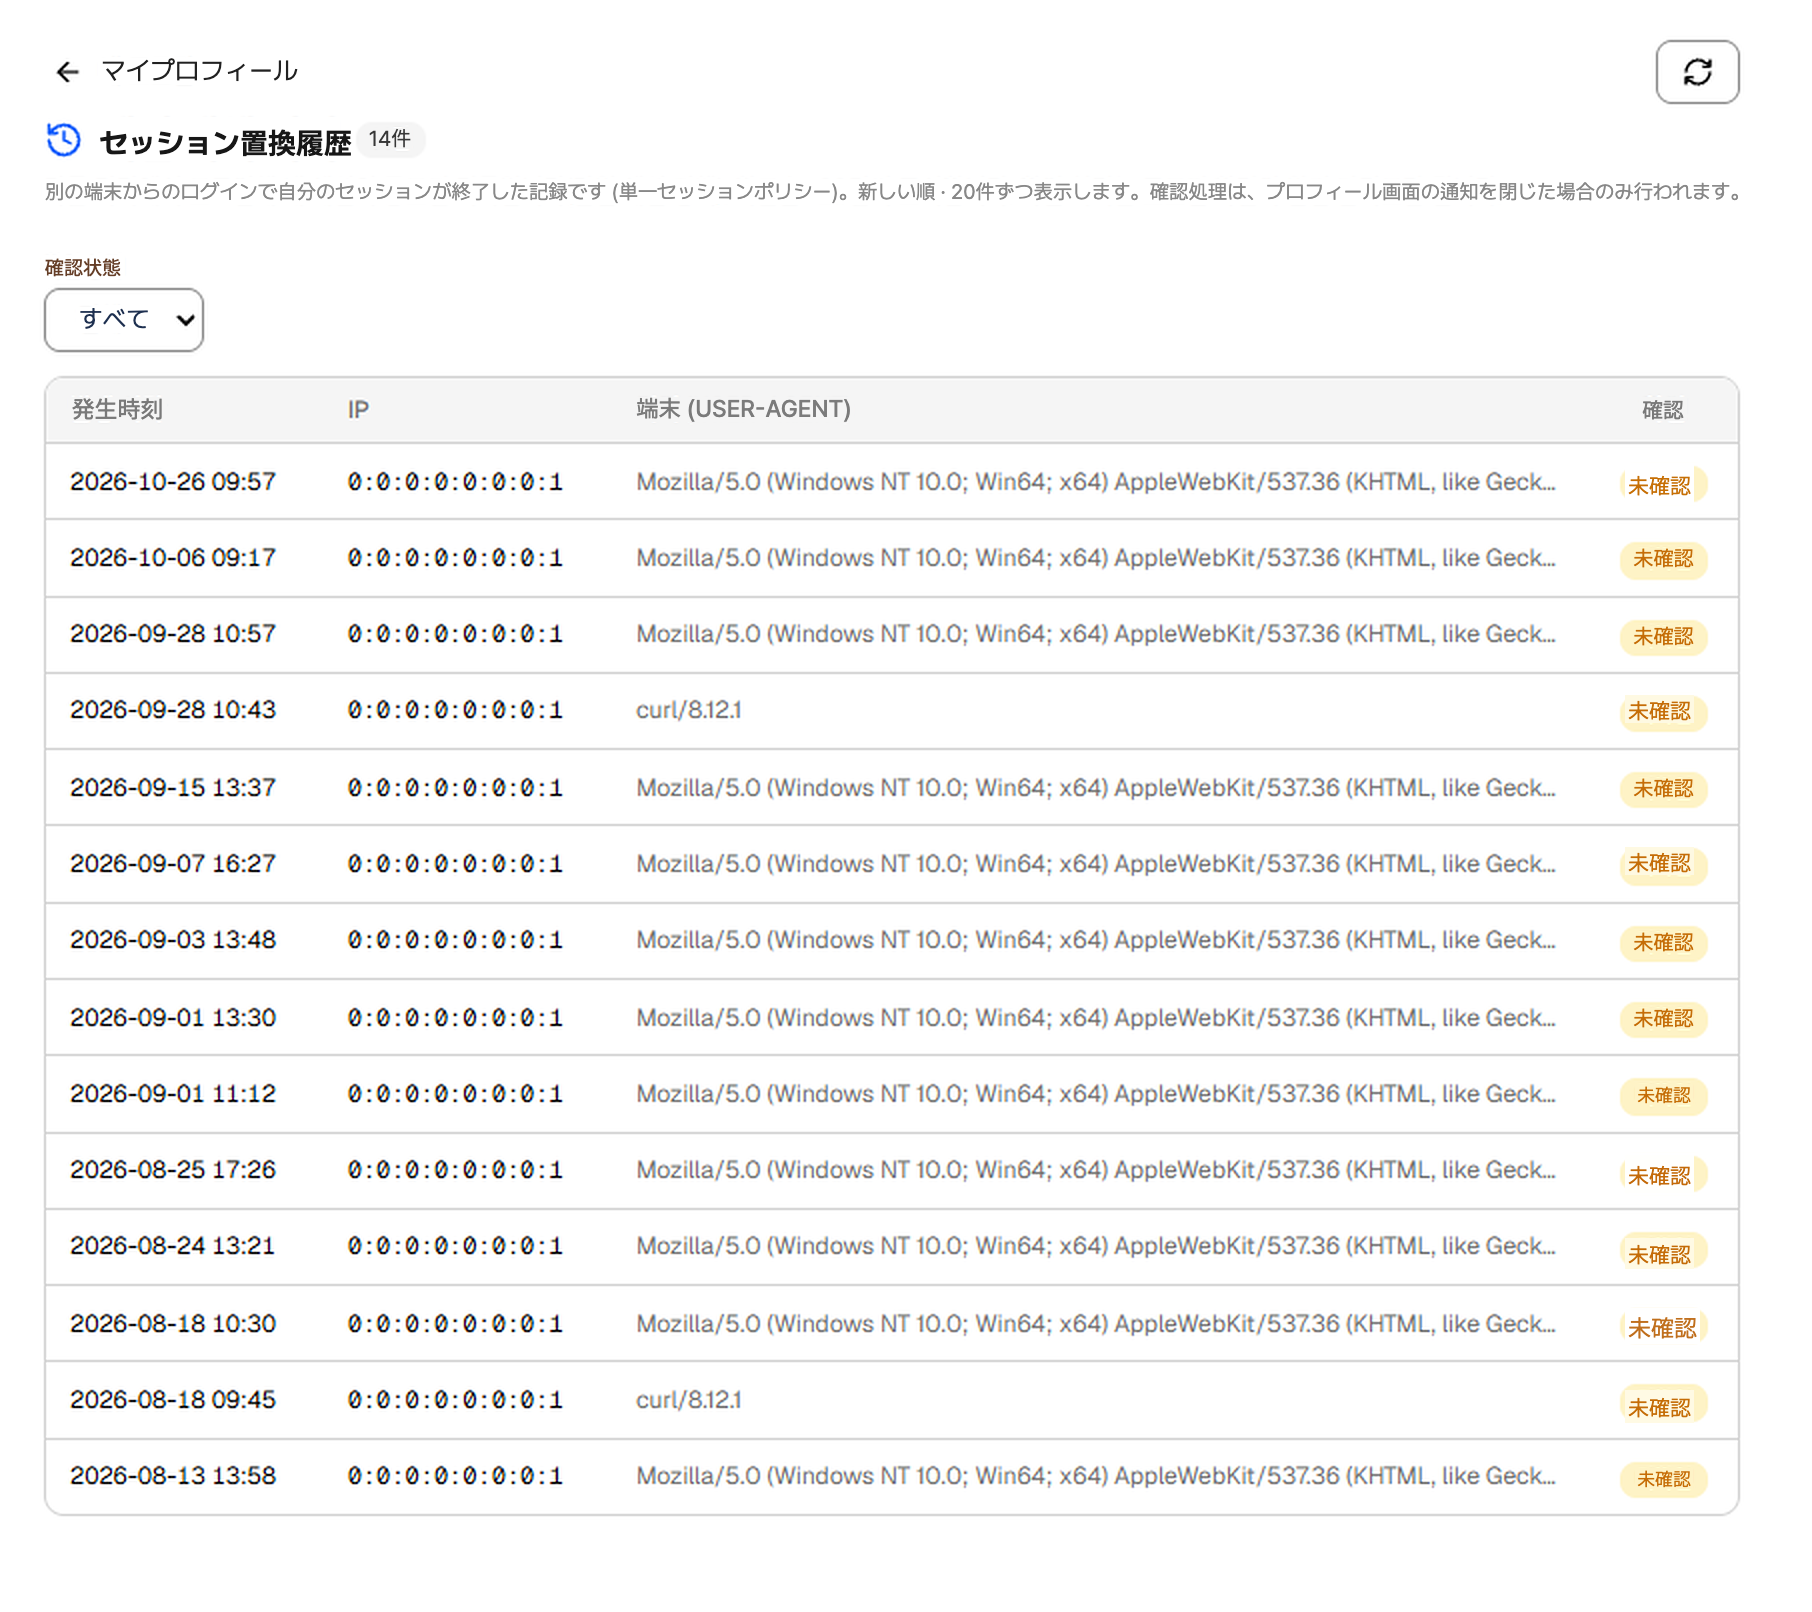 マイプロフィール
セッション置換履歴 14件
別の端末からのログインで自分のセッションが終了した記録です (単一セッションポリシー)。新しい順 · 20件ずつ表示します。確認処理は、プロフィール画面の通知を閉じた場合のみ行われます。
確認状態
すべて
発生時刻 IP 端末 (USER-AGENT) 確認
2026-10-26 09:57 0:0:0:0:0:0:0:1 Mozilla/5.0 (Windows NT 10.0; Win64; x64) AppleWebKit/537.36 (KHTML, like Geck... 未確認
2026-10-06 09:17 0:0:0:0:0:0:0:1 Mozilla/5.0 (Windows NT 10.0; Win64; x64) AppleWebKit/537.36 (KHTML, like Geck... 未確認
2026-09-28 10:57 0:0:0:0:0:0:0:1 Mozilla/5.0 (Windows NT 10.0; Win64; x64) AppleWebKit/537.36 (KHTML, like Geck... 未確認
2026-09-28 10:43 0:0:0:0:0:0:0:1 curl/8.12.1 未確認
2026-09-15 13:37 0:0:0:0:0:0:0:1 Mozilla/5.0 (Windows NT 10.0; Win64; x64) AppleWebKit/537.36 (KHTML, like Geck... 未確認
2026-09-07 16:27 0:0:0:0:0:0:0:1 Mozilla/5.0 (Windows NT 10.0; Win64; x64) AppleWebKit/537.36 (KHTML, like Geck... 未確認
2026-09-03 13:48 0:0:0:0:0:0:0:1 Mozilla/5.0 (Windows NT 10.0; Win64; x64) AppleWebKit/537.36 (KHTML, like Geck... 未確認
2026-09-01 13:30 0:0:0:0:0:0:0:1 Mozilla/5.0 (Windows NT 10.0; Win64; x64) AppleWebKit/537.36 (KHTML, like Geck... 未確認
2026-09-01 11:12 0:0:0:0:0:0:0:1 Mozilla/5.0 (Windows NT 10.0; Win64; x64) AppleWebKit/537.36 (KHTML, like Geck... 未確認
2026-08-25 17:26 0:0:0:0:0:0:0:1 Mozilla/5.0 (Windows NT 10.0; Win64; x64) AppleWebKit/537.36 (KHTML, like Geck... 未確認
2026-08-24 13:21 0:0:0:0:0:0:0:1 Mozilla/5.0 (Windows NT 10.0; Win64; x64) AppleWebKit/537.36 (KHTML, like Geck... 未確認
2026-08-18 10:30 0:0:0:0:0:0:0:1 Mozilla/5.0 (Windows NT 10.0; Win64; x64) AppleWebKit/537.36 (KHTML, like Geck... 未確認
2026-08-18 09:45 0:0:0:0:0:0:0:1 curl/8.12.1 未確認
2026-08-13 13:58 0:0:0:0:0:0:0:1 Mozilla/5.0 (Windows NT 10.0; Win64; x64) AppleWebKit/537.36 (KHTML, like Geck... 未確認